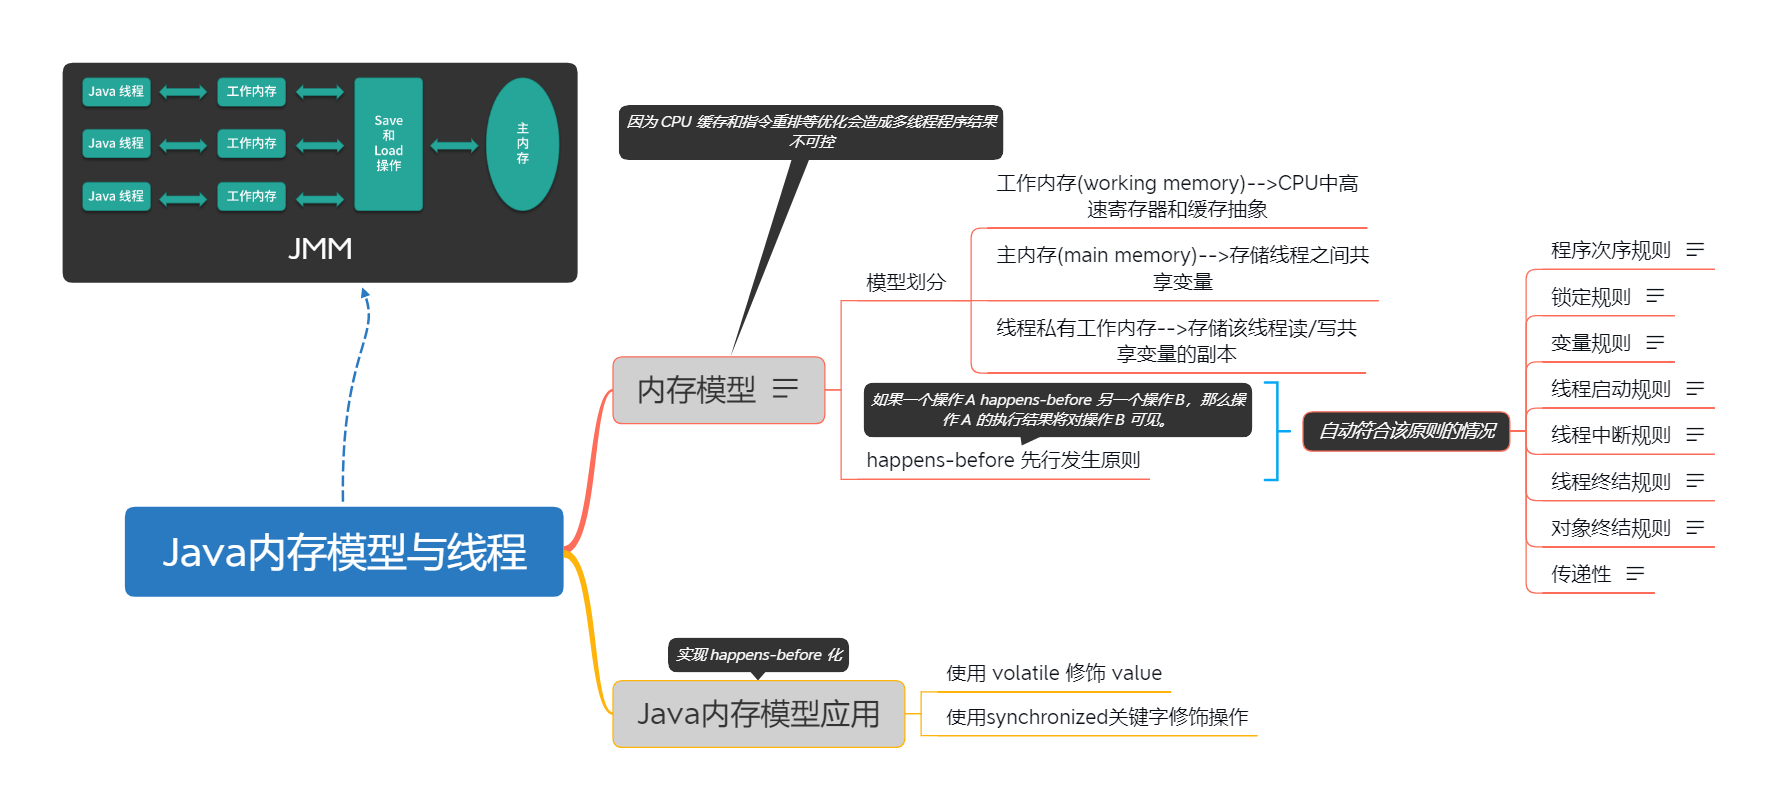 Java 线程
工作内存
Java 线程
工作内存
Java 线程
工作内存
Save
和
Load
操作
主
内
存
JMM
Java内存模型与线程
因为 CPU 缓存和指令重排等优化会造成多线程程序结果
不可控
内存模型
模型划分
工作内存(working memory)-->CPU中高
速寄存器和缓存抽象
主内存(main memory)-->存储线程之间共
享变量
线程私有工作内存-->存储该线程读/写共
享变量的副本
如果一个操作 A happens-before 另一个操作 B，那么操
作 A 的执行结果将对操作 B 可见。
happens-before 先行发生原则
自动符合该原则的情况
程序次序规则
锁定规则
变量规则
线程启动规则
线程中断规则
线程终结规则
对象终结规则
传递性
实现 happens-before 化
Java内存模型应用
使用 volatile 修饰 value
使用synchronized关键字修饰操作